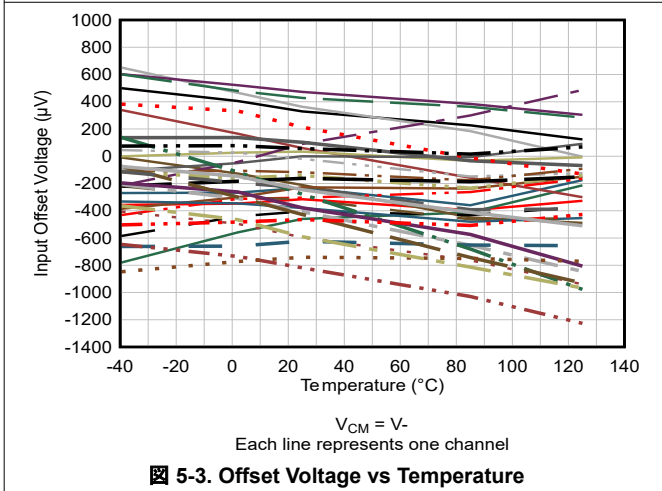 1000
800
600
400
200
0
-200
-400
-600
-800
-1000
-1200
-1400
Input Offset Voltage (µV)
-40 -20 0 20 40 60 80 100 120 140
Temperature (°C)
VCM = V-
Each line represents one channel
図 5-3. Offset Voltage vs Temperature